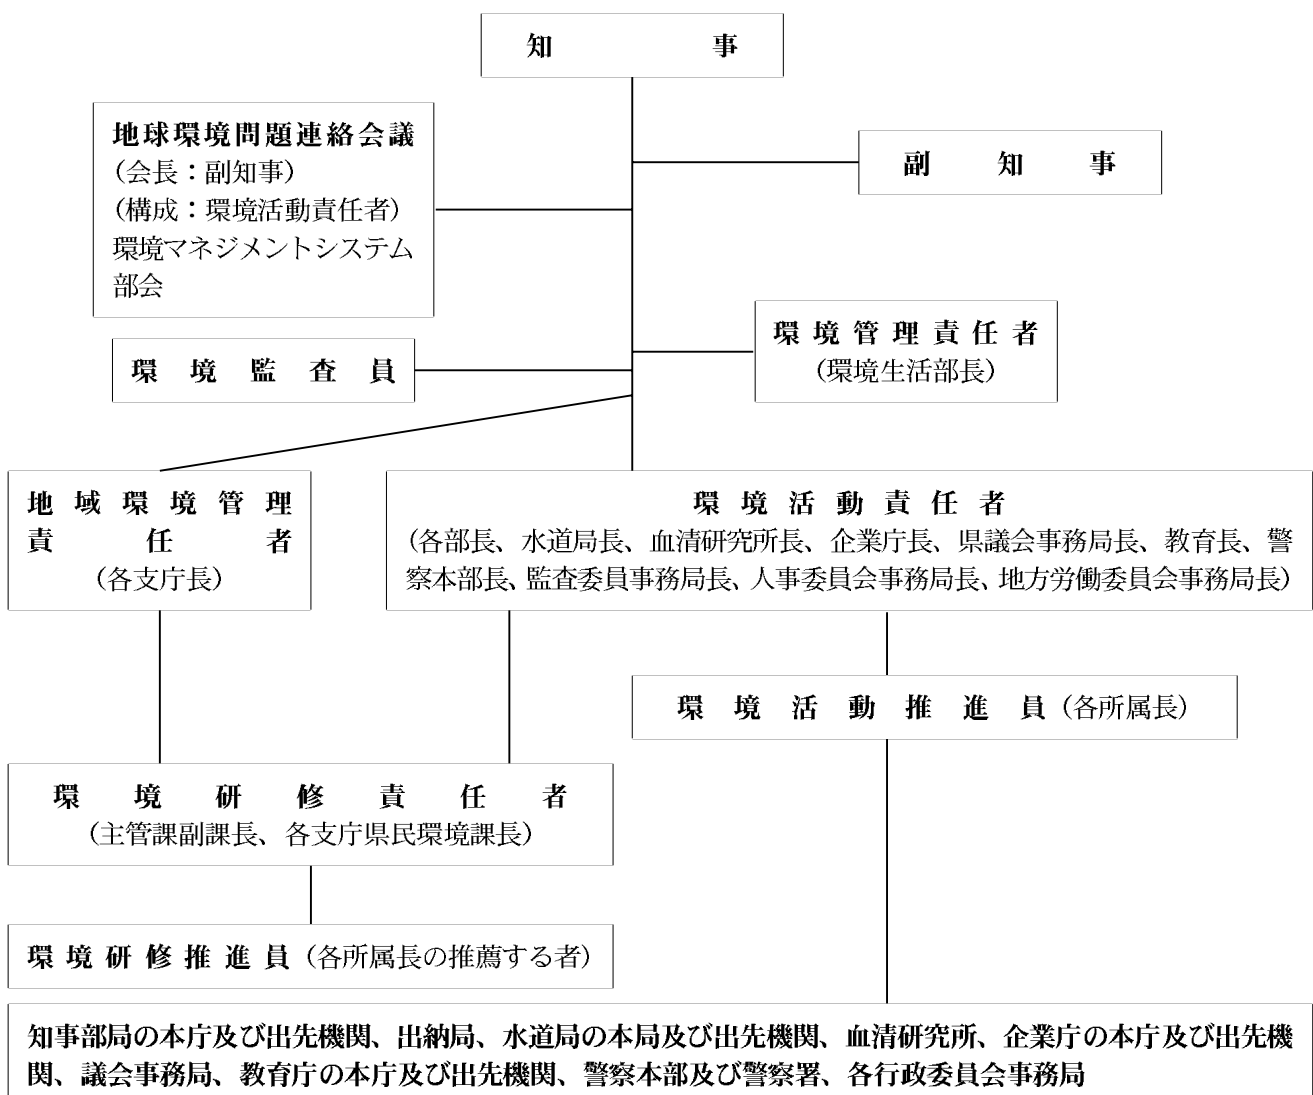 知事
副知事
地球環境問題連絡会議
(会長:副知事)
(構成:環境活動責任者)
環境マネジメントシステム
部会
環境管理責任者
(環境生活部長)
環境監査員
地域環境管理
責任者
(各支庁長)
環境活動責任者
(各部長、水道局長、血清研究所長、企業庁長、県議会事務局長、教育長、警
察本部長、監査委員事務局長、人事委員会事務局長、地方労働委員会事務局長)
環境活動推進員(各所属長)
環境研修責任者
(主管課副課長、各支庁県民環境課長)
環境研修推進員(各所属長の推薦する者)
知事部局の本庁及び出先機関、出納局、水道局の本局及び出先機関、血清研究所、企業庁の本庁及び出先機
関、議会事務局、教育庁の本庁及び出先機関、警察本部及び警察署、各行政委員会事務局